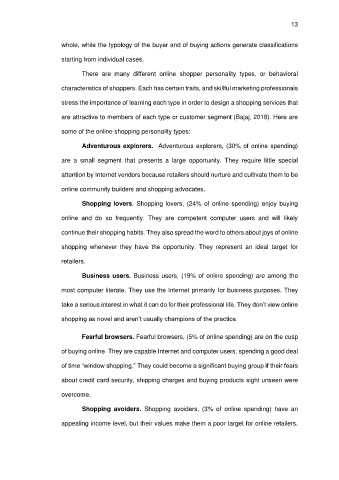 13
whole, while the typology of the buyer and of buying actions generate classifications
starting from individual cases.
There are many different online shopper personality types, or behavioral
characteristics of shoppers. Each has certain traits, and skillful marketing professionals
stress the importance of learning each type in order to design a shopping services that
are attractive to members of each type or customer segment (Bajaj, 2018). Here are
some of the online shopping personality types:
Adventurous explorers. Adventurous explorers, (30% of online spending)
are a small segment that presents a large opportunity. They require little special
attention by Internet vendors because retailers should nurture and cultivate them to be
online community builders and shopping advocates.
Shopping lovers. Shopping lovers, (24% of online spending) enjoy buying
online and do so frequently. They are competent computer users and will likely
continue their shopping habits. They also spread the word to others about joys of online
shopping whenever they have the opportunity. They represent an ideal target for
retailers.
Business users. Business users, (19% of online spending) are among the
most computer literate. They use the Internet primarily for business purposes. They
take a serious interest in what it can do for their professional life. They don't view online
shopping as novel and aren't usually champions of the practice.
Fearful browsers. Fearful browsers, (5% of online spending) are on the cusp
of buying online. They are capable Internet and computer users, spending a good deal
of time “window shopping.” They could become a significant buying group if their fears
about credit card security, shipping charges and buying products sight unseen were
overcome.
Shopping avoiders. Shopping avoiders, (3% of online spending) have an
appealing income level, but their values make them a poor target for online retailers.